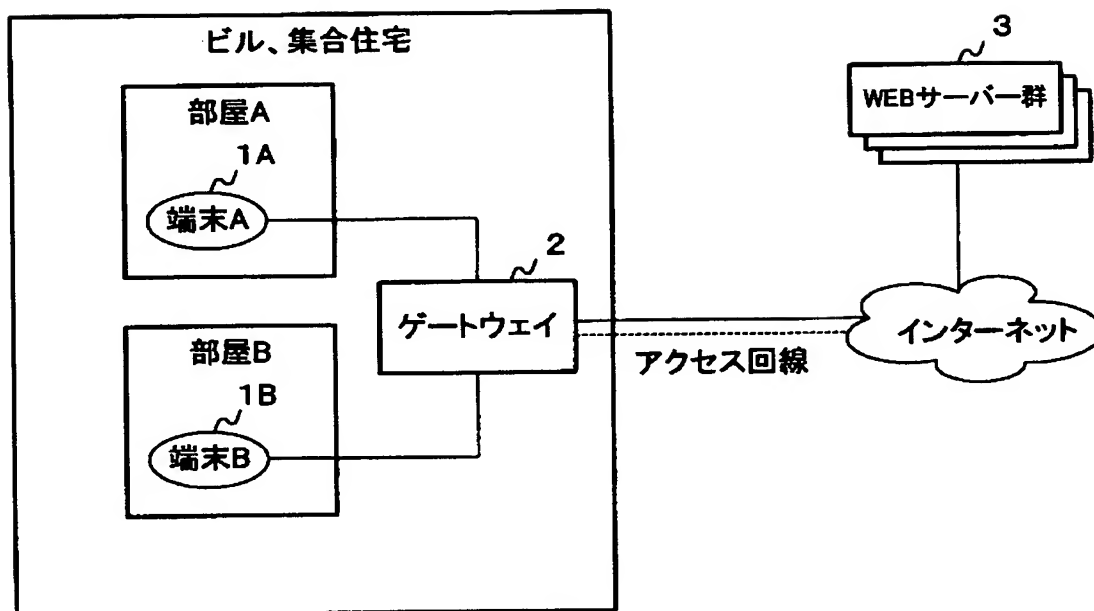 ビル、集合住宅
部屋A
1A
端末A
部屋B
1B
端末B
2
ゲートウェイ
アクセス回線
3
WEBサーバー群
インターネット